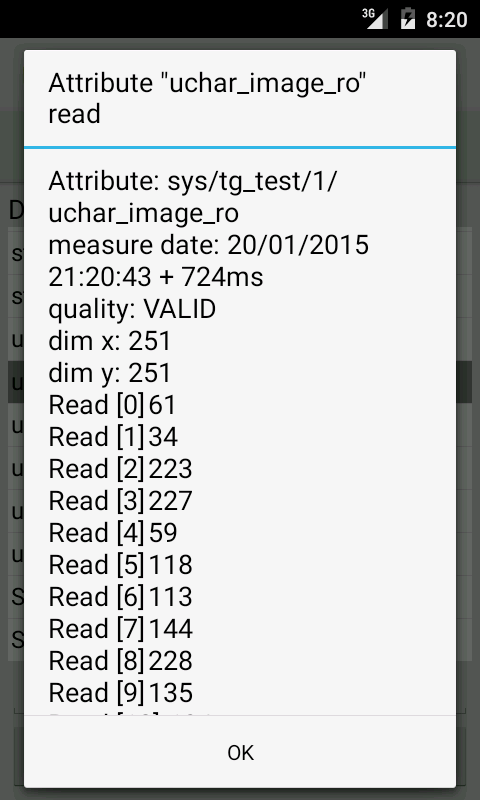 3G 8:20
Attribute "uchar_image_ro"
read
Attribute: sys/tg_test/1/
uchar_image_ro
measure date: 20/01/2015
21:20:43 + 724ms
quality: VALID
dim x: 251
dim y: 251
Read [0]61
Read [1]34
Read [2]223
Read [3]227
Read [4]59
Read [5]118
Read [6]113
Read [7]144
Read [8]228
Read [9]135
OK